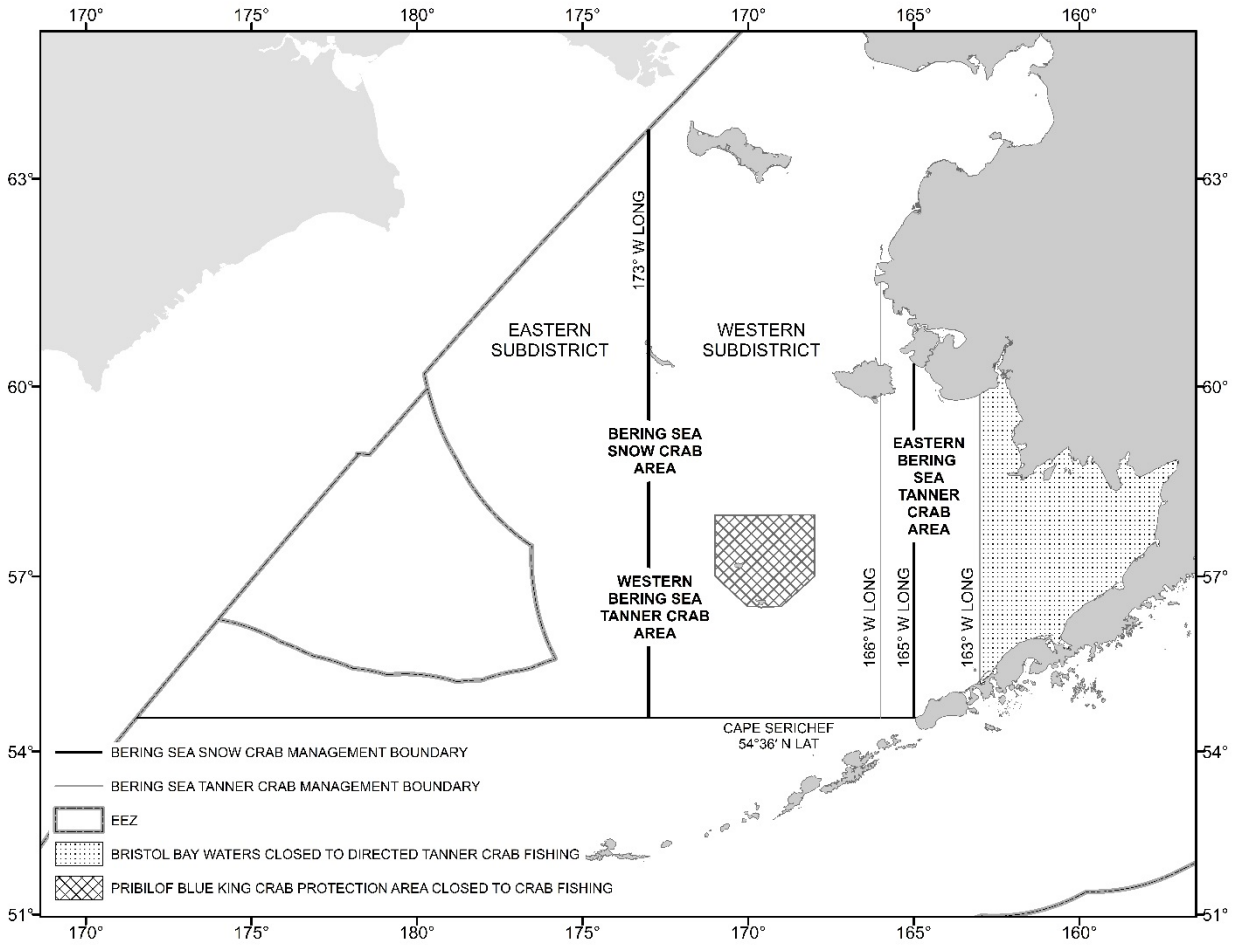 170° 175° 180° 175° 170° 165° 160°
63° 63°
173° W LONG
EASTERN
SUBDISTRICT
WESTERN
SUBDISTRICT
60° 60°
BERING SEA
SNOW CRAB
AREA
EASTERN
BERING
SEA
TANNER
CRAB
AREA
57° 57°
WESTERN
BERING SEA
TANNER CRAB
AREA
166° W LONG
165° W LONG
163° W LONG
CAPE SERICHEF
54°36' N LAT
54° 54°
BERING SEA SNOW CRAB MANAGEMENT BOUNDARY
BERING SEA TANNER CRAB MANAGEMENT BOUNDARY
EEZ
BRISTOL BAY WATERS CLOSED TO DIRECTED TANNER CRAB FISHING
PRIBILOF BLUE KING CRAB PROTECTION AREA CLOSED TO CRAB FISHING
51° 51°
170° 175° 180° 175° 170° 165° 160°